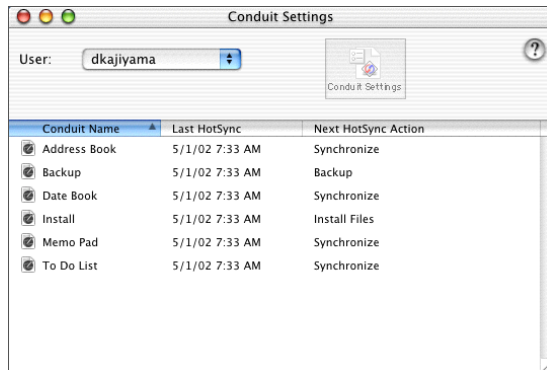 Conduit Settings
User: dkajiyama
Conduit Settings
?
Conduit Name Last HotSync Next HotSync Action
Address Book 5/1/02 7:33 AM Synchronize
Backup 5/1/02 7:33 AM Backup
Date Book 5/1/02 7:33 AM Synchronize
Install 5/1/02 7:33 AM Install Files
Memo Pad 5/1/02 7:33 AM Synchronize
To Do List 5/1/02 7:33 AM Synchronize